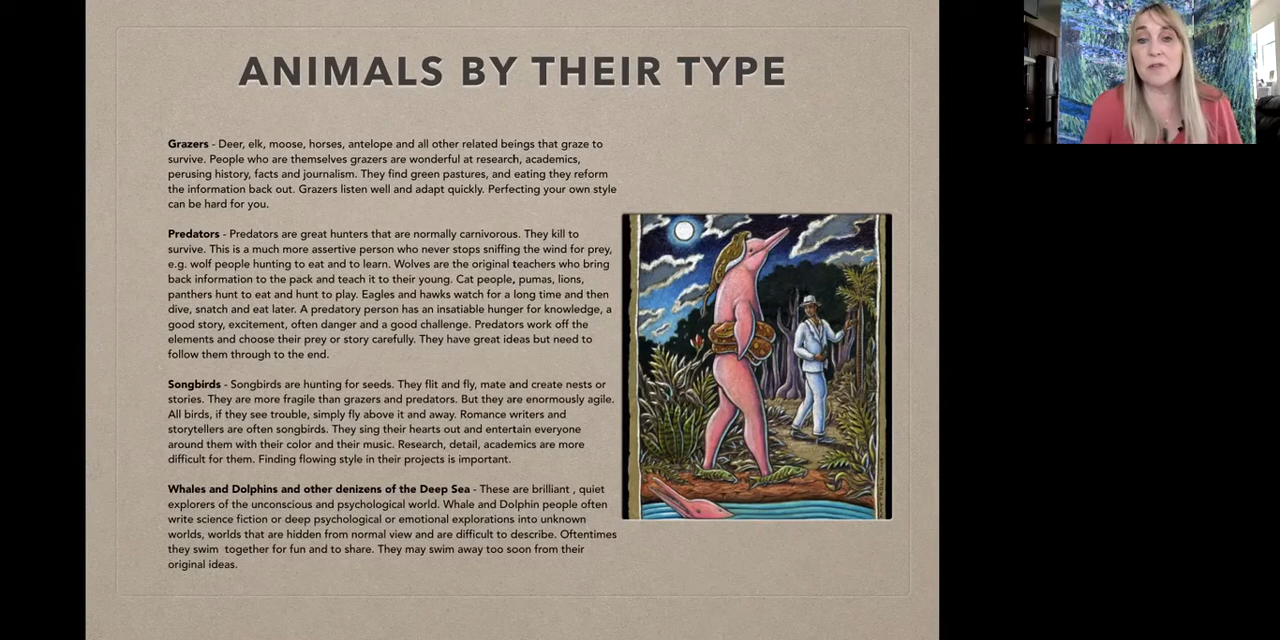 ANIMALS BY THEIR TYPE
Grazers - Deer, elk, moose, horses, antelope and all other related beings that graze to
survive. People who are themselves grazers are wonderful at research, academics,
perusing history, facts and journalism. They find green pastures, and eating they reform
the information back out. Grazers listen well and adapt quickly. Perfecting your own style
can be hard for you.
Predators - Predators are great hunters that are normally carnivorous. They kill to
survive. This is a much more assertive person who never stops sniffing the wind for prey,
e.g. wolf people hunting to eat and to learn. Wolves are the original teachers who bring
back information to the pack and teach it to their young. Cat people, pumas, lions,
panthers hunt to eat and hunt to play. Eagles and hawks watch for a long time and then
dive, snatch and eat later. A predatory person has an insatiable hunger for knowledge, a
good story, excitement, often danger and a good challenge. Predators work off the
elements and choose their prey or story carefully. They have great ideas but need to
follow them through to the end.
Songbirds - Songbirds are hunting for seeds. They flit and fly, mate and create nests or
stories. They are more fragile than grazers and predators. But they are enormously agile.
All birds, if they see trouble, simply fly above it and away. Romance writers and
storytellers are often songbirds. They sing their hearts out and entertain everyone
around them with their color and their music. Research, detail, academics are more
difficult for them. Finding flowing style in their projects is important.
Whales and Dolphins and other denizens of the Deep Sea - These are brilliant , quiet
explorers of the unconscious and psychological world. Whale and Dolphin people often
write science fiction or deep psychological or emotional explorations into unknown
worlds, worlds that are hidden from normal view and are difficult to describe. Oftentimes
they swim  together for fun and to share. They may swim away too soon from their
original ideas.